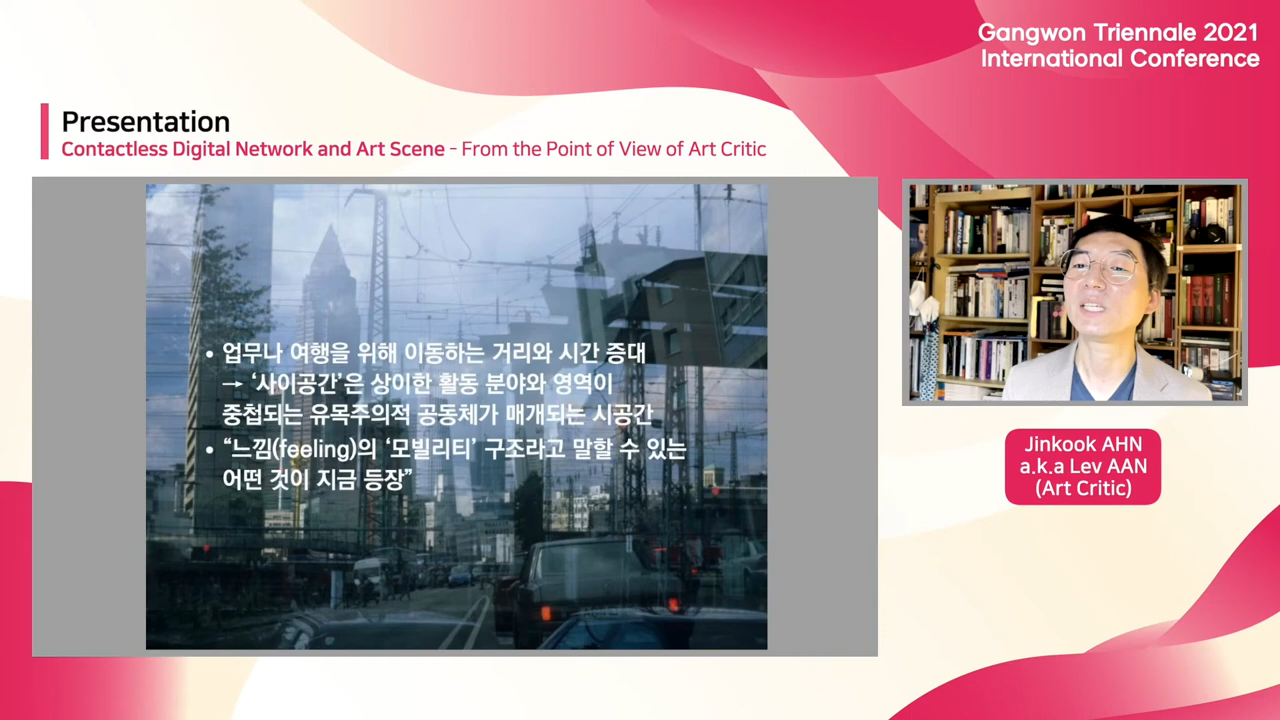 Gangwon Triennale 2021
International Conference
Presentation
Contactless Digital Network and Art Scene - From the Point of View of Art Critic
• 업무나 여행을 위해 이동하는 거리와 시간 증대
→ ‘사이공간’은 상이한 활동 분야와 영역이
중첩되는 유목주의적 공동체가 매개되는 시공간
• “느낌(feeling)의 ‘모빌리티’ 구조라고 말할 수 있는
어떤 것이 지금 등장”
Jinkook AHN
a.k.a Lev AAN
(Art Critic)